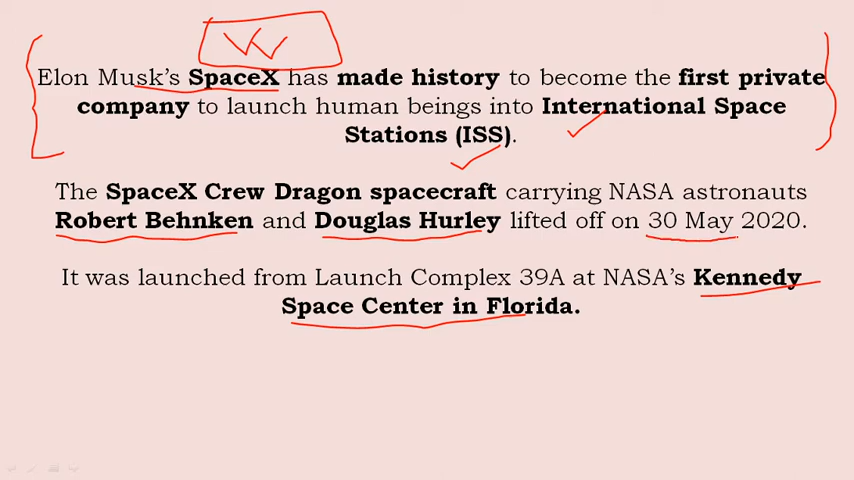 Elon Musk's SpaceX has made history to become the first private
company to launch human beings into International Space
Stations (ISS).
The SpaceX Crew Dragon spacecraft carrying NASA astronauts
Robert Behnken and Douglas Hurley lifted off on 30 May 2020.
It was launched from Launch Complex 39A at NASA's Kennedy
Space Center in Florida.